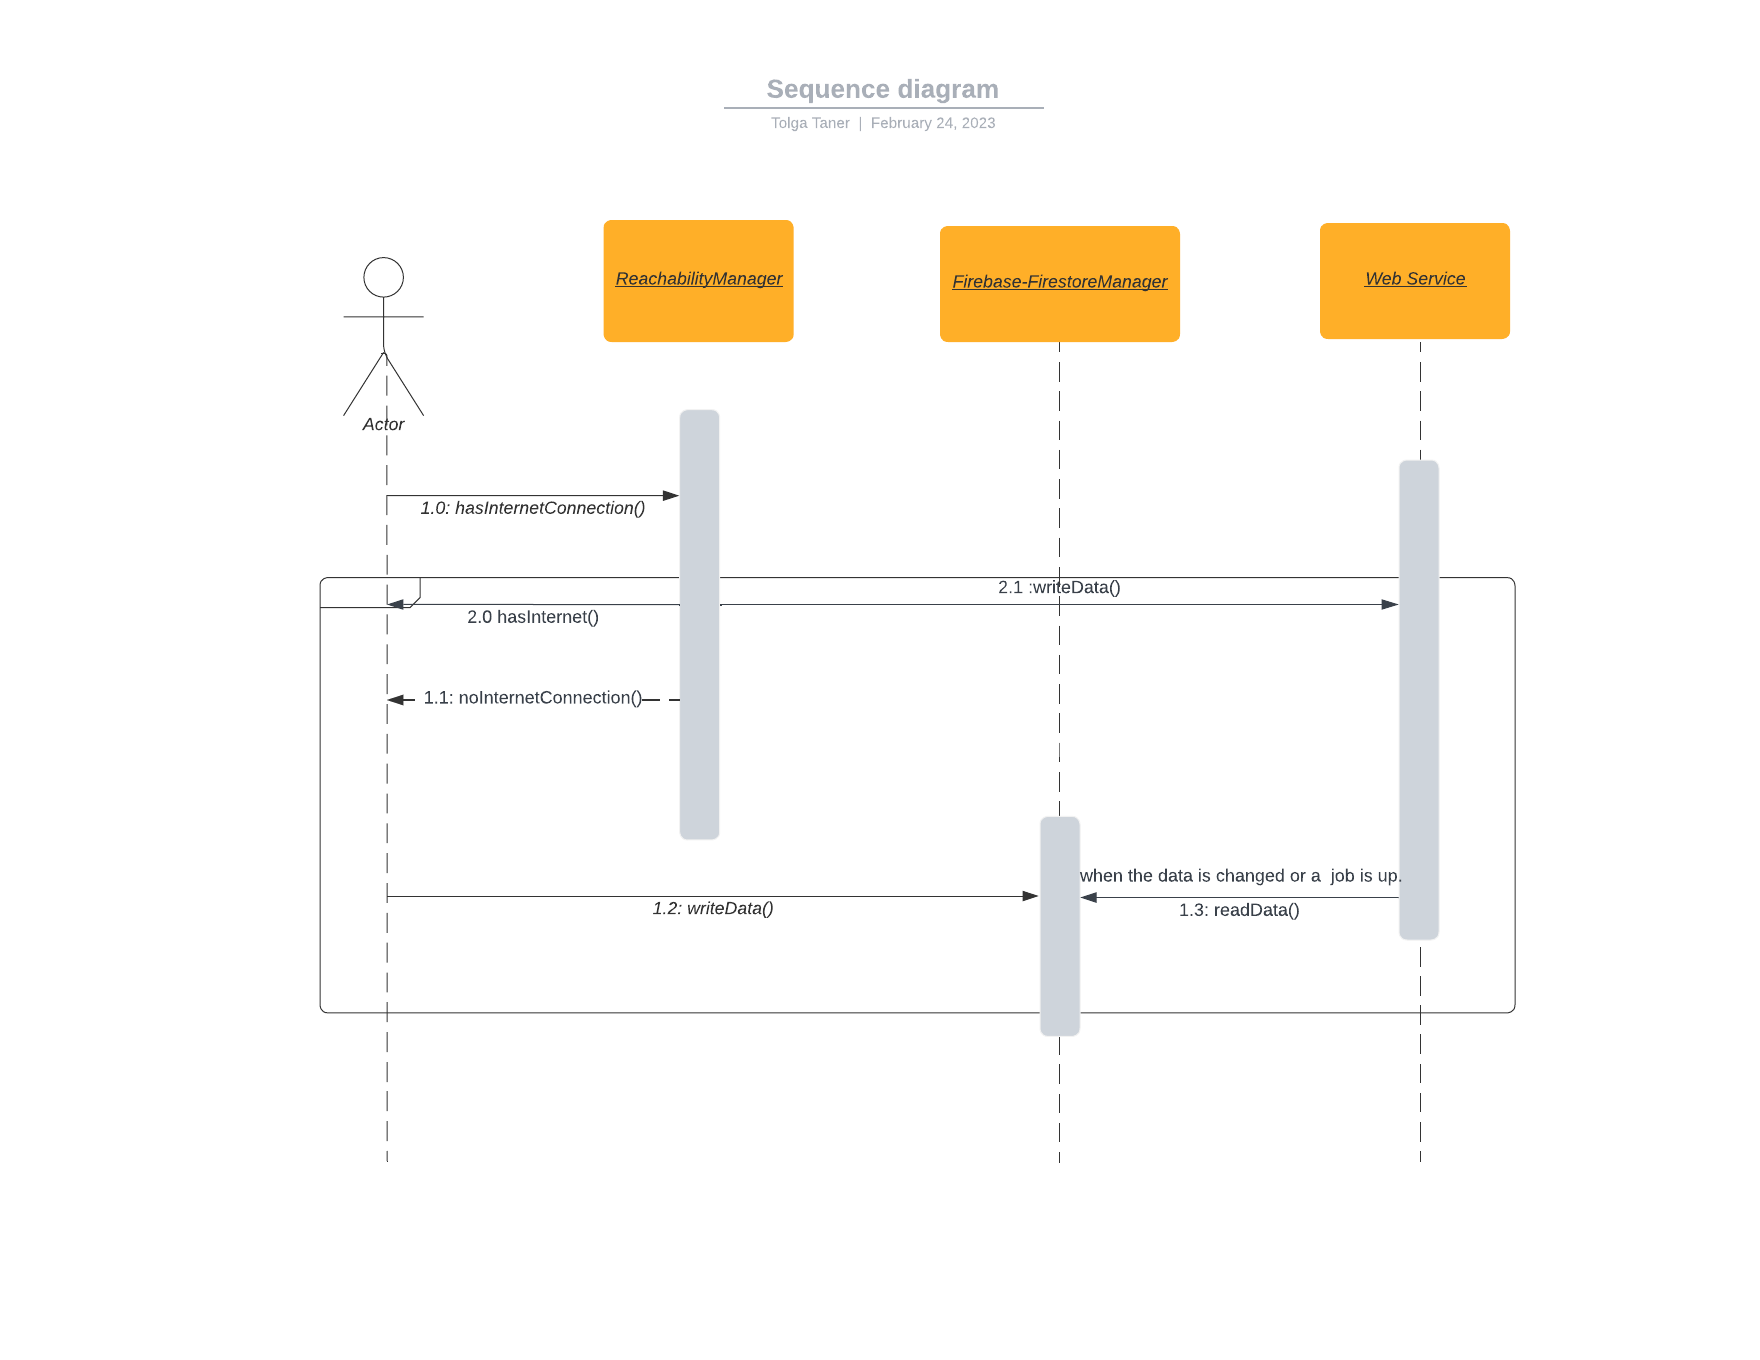 Sequence diagram
Tolga Taner | February 24, 2023
ReachabilityManager
Firebase-FirestoreManager
Web Service
Actor
1.0: hasInternetConnection()
2.1 :writeData()
2.0 hasInternet()
1.1: noInternetConnection()
when the data is changed or a  job is up.
1.2: writeData()
1.3: readData()